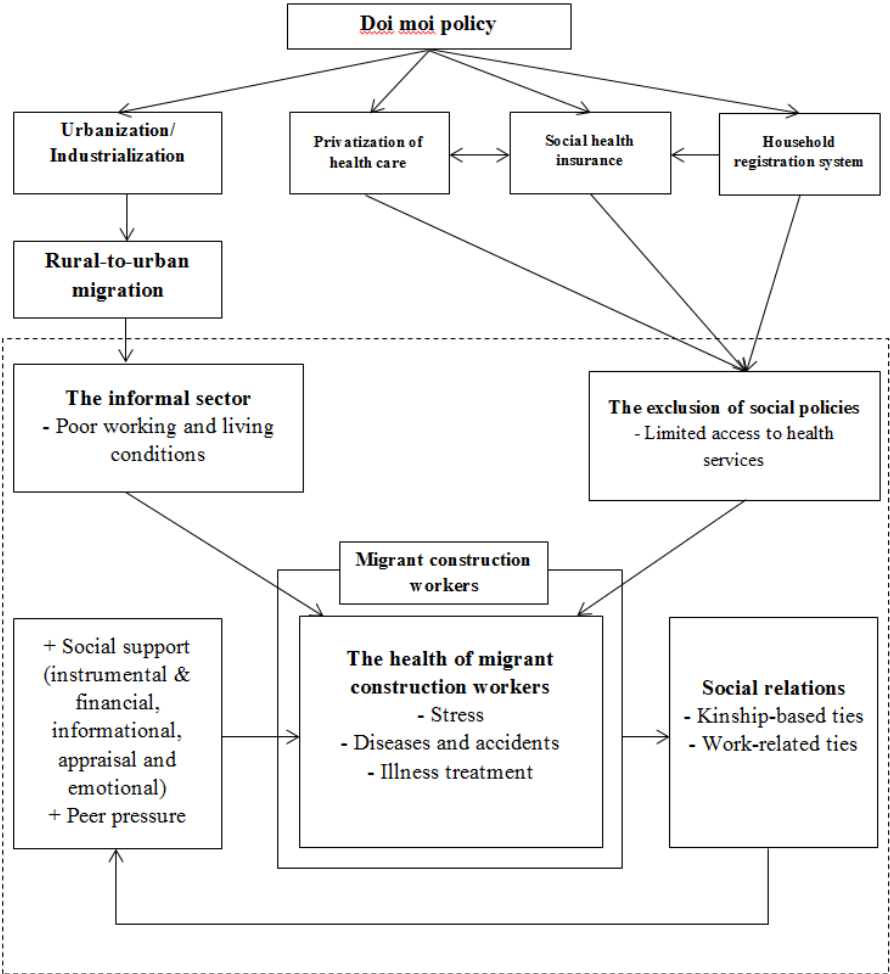 Doi moi policy
Urbanization/
Industrialization
Privatization of
health care
Social health
insurance
Household
registration system
Rural-to-urban
migration
The informal sector
- Poor working and living
conditions
The exclusion of social policies
- Limited access to health
services
Migrant construction
workers
+ Social support
(instrumental &
financial,
informational,
appraisal and
emotional)
+ Peer pressure
The health of migrant
construction workers
- Stress
- Diseases and accidents
- Illness treatment
Social relations
- Kinship-based ties
- Work-related ties